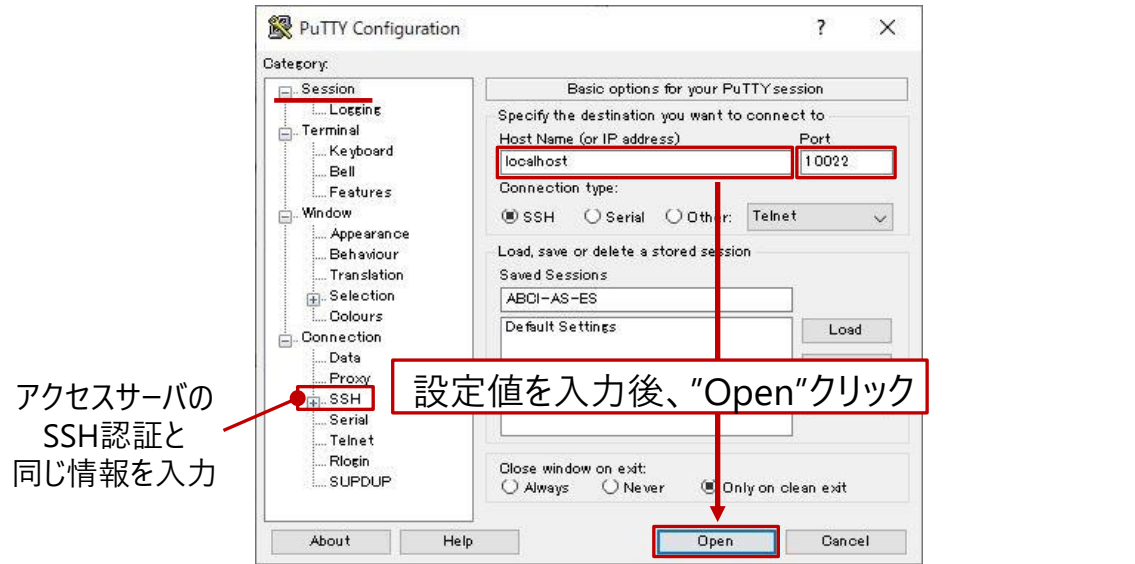 PuTTY Configuration
?
Category:
Session
Logging
Terminal
Keyboard
Bell
Features
Window
Appearance
Behaviour
Translation
Selection
Colours
Connection
Data
Proxy
SSH
Serial
Telnet
Rlogin
SUPDUP
Basic options for your PuTTY session
Specify the destination you want to connect to
Host Name (or IP address)
Port
localhost
10022
Connection type:
SSH
Serial
Other:
Telnet
Load, save or delete a stored session
Saved Sessions
ABCI-AS-ES
Default Settings
Load
設定値を入力後、"Open"クリック
アクセスサーバの
SSH認証と
同じ情報を入力
Close window on exit:
Always
Never
Only on clean exit
About
Help
Open
Cancel